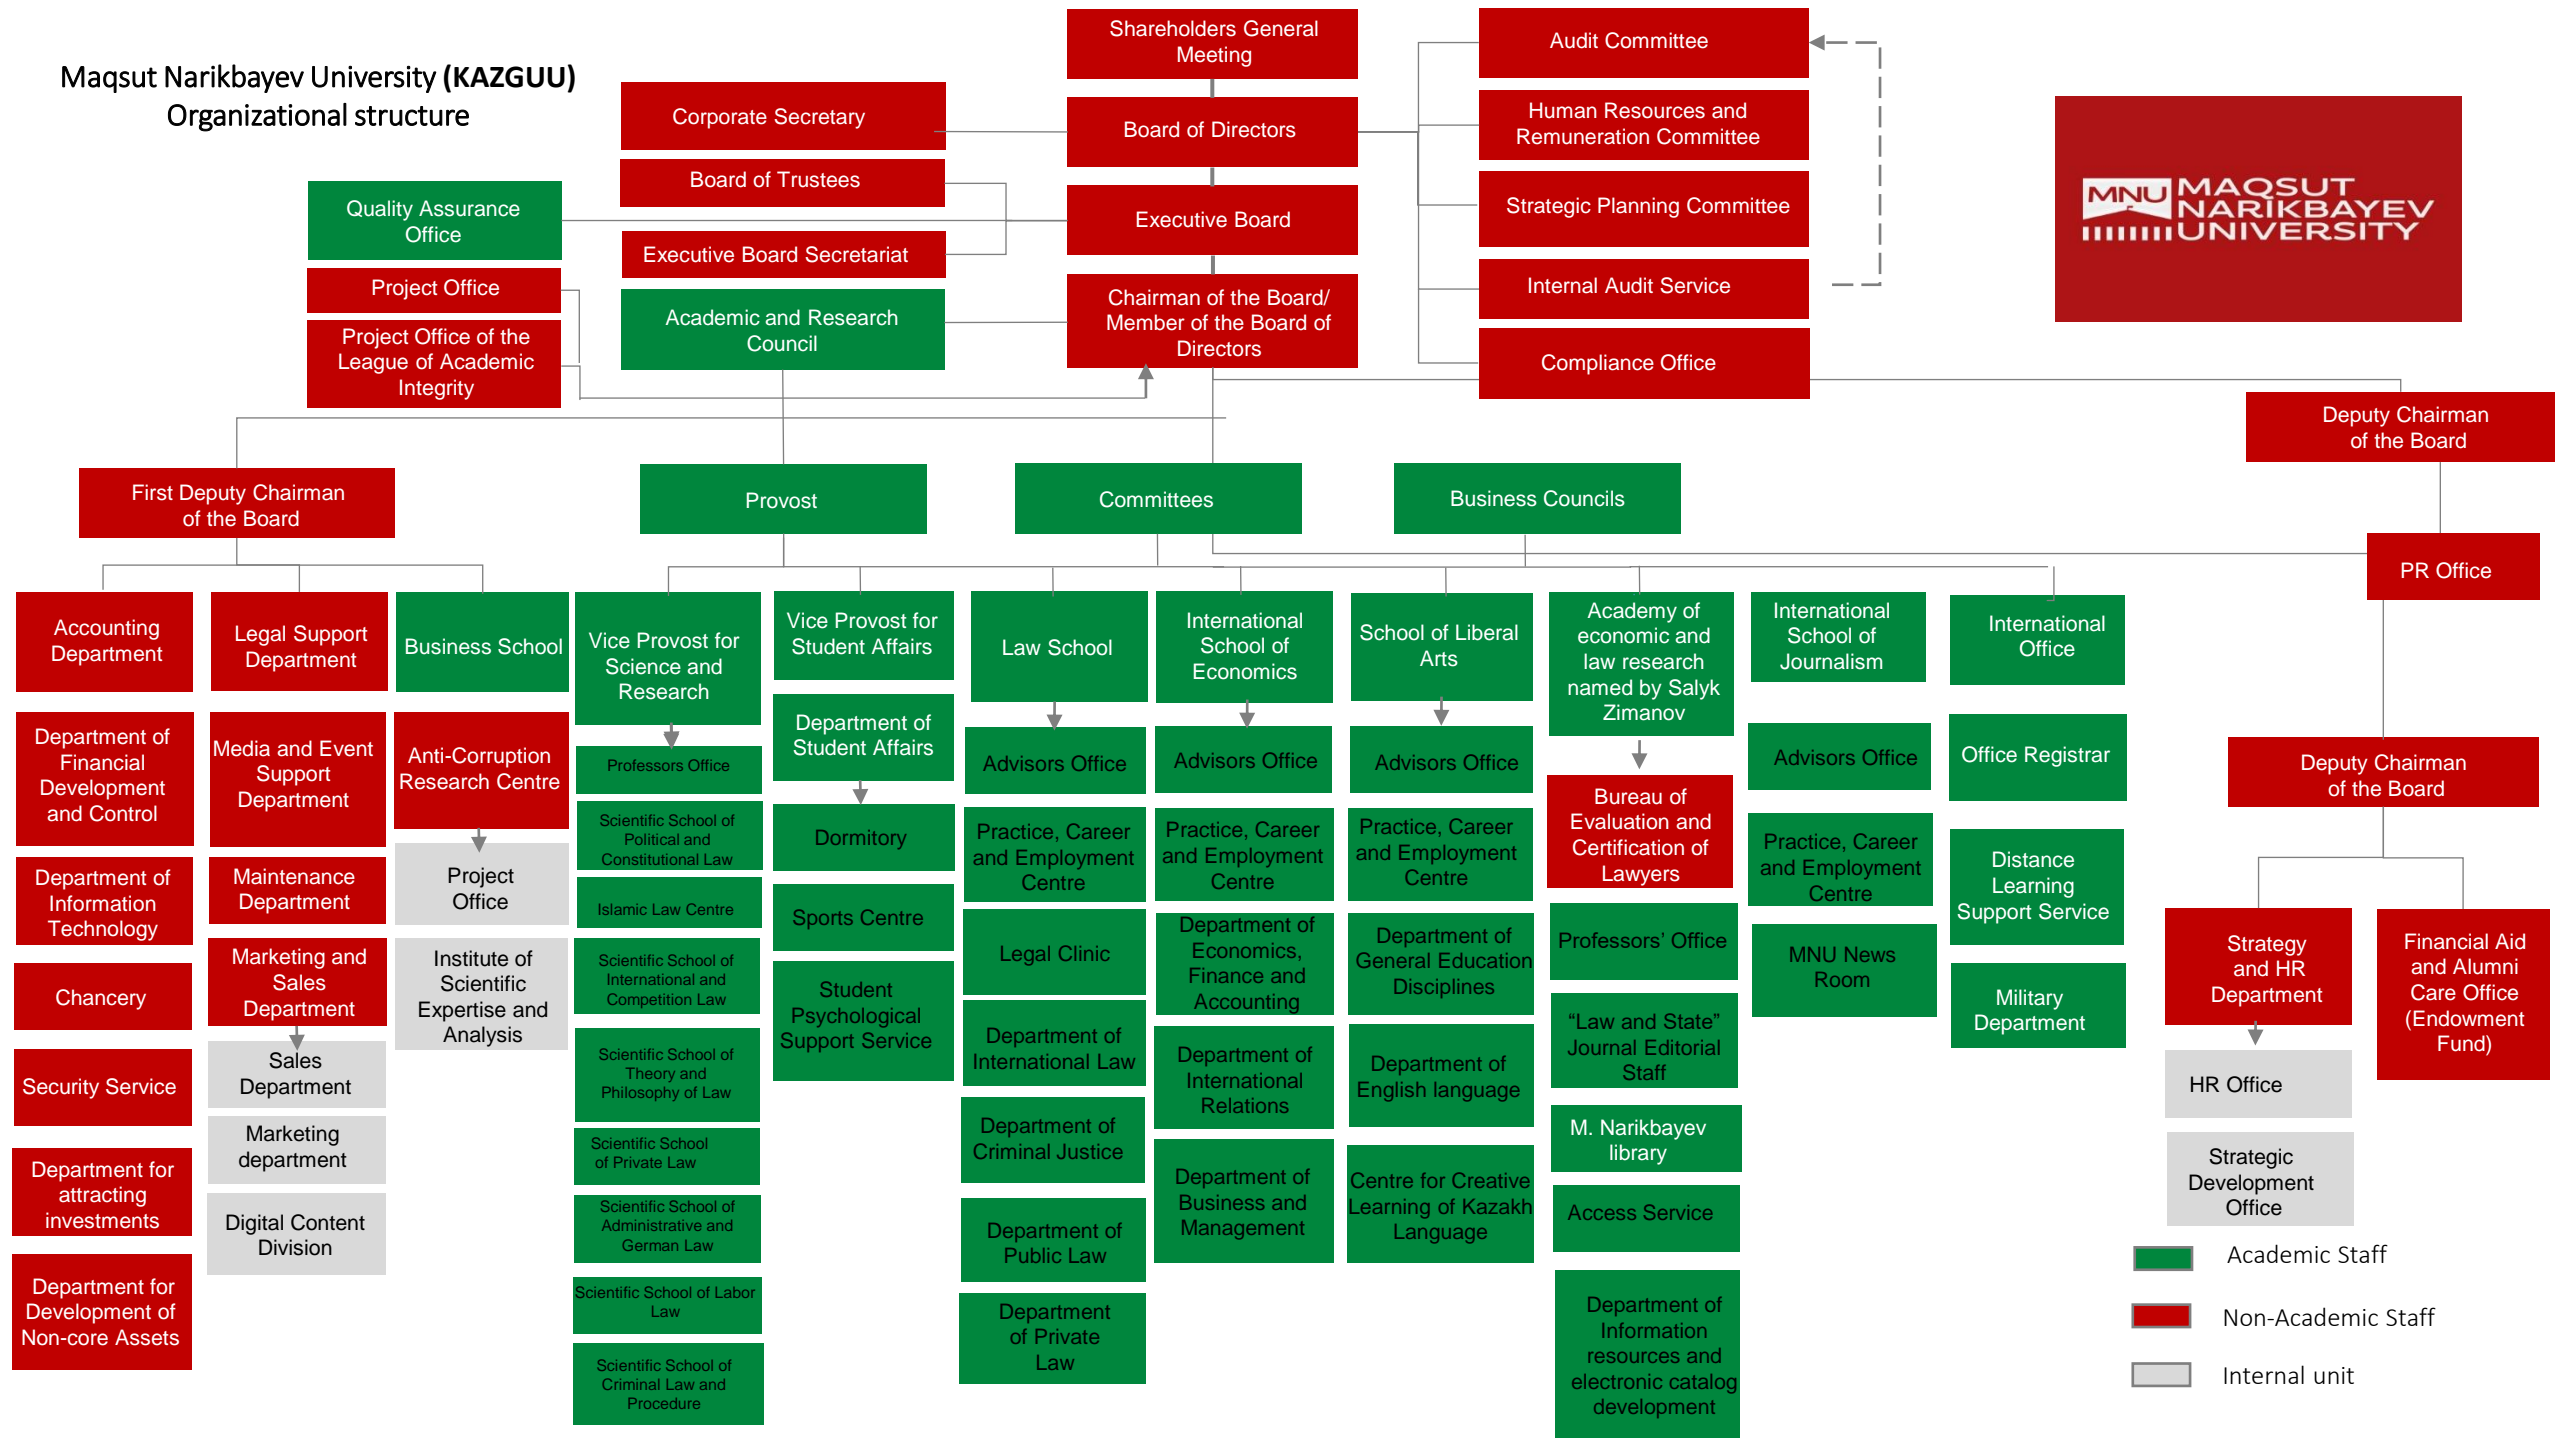 Maqsut Narikbayev University (KAZGUU)
Organizational structure
Shareholders General
Meeting
Board of Directors
Executive Board
Chairman of the Board/
Member of the Board of
Directors
Corporate Secretary
Board of Trustees
Executive Board Secretariat
Academic and Research
Council
Quality Assurance
Office
Project Office
Project Office of the
League of Academic
Integrity
Audit Committee
Human Resources and
Remuneration Committee
Strategic Planning Committee
Internal Audit Service
Compliance Office
MNU
MAQSUT
NARIKBAYEV
UNIVERSITY
Deputy Chairman
of the Board
First Deputy Chairman
of the Board
Provost
Committees
Business Councils
PR Office
Accounting
Department
Department of
Financial
Development
and Control
Department of
Information
Technology
Chancery
Security Service
Department for
attracting
investments
Department for
Development of
Non-core Assets
Legal Support
Department
Media and Event
Support
Department
Maintenance
Department
Marketing and
Sales
Department
Sales
Department
Marketing
department
Digital Content
Division
Business School
Anti-Corruption
Research Centre
Project
Office
Institute of
Scientific
Expertise and
Analysis
Vice Provost for
Science and
Research
Professors Office
Scientific School of
Political and
Constitutional Law
Islamic Law Centre
Scientific School of
International and
Competition Law
Scientific School of
Theory and
Philosophy of Law
Scientific School
of Private Law
Scientific School of
Administrative and
German Law
Scientific School of Labor
Law
Scientific School of
Criminal Law and
Procedure
Vice Provost for
Student Affairs
Department of
Student Affairs
Dormitory
Sports Centre
Student
Psychological
Support Service
Law School
Advisors Office
Practice, Career
and Employment
Centre
Legal Clinic
Department of
International Law
Department of
Criminal Justice
Department of
Public Law
Department
of Private
Law
International
School of
Economics
Advisors Office
Practice, Career
and Employment
Centre
Department of
Economics,
Finance and
Accounting
Department of
International
Relations
Department of
Business and
Management
School of Liberal
Arts
Advisors Office
Practice, Career
and Employment
Centre
Department of
General Education
Disciplines
Department of
English language
Centre for Creative
Learning of Kazakh
Language
Academy of
economic and
law research
named by Salyk
Zimanov
Bureau of
Evaluation and
Certification of
Lawyers
Professors’ Office
“Law and State”
Journal Editorial
Staff
M. Narikbayev
library
Access Service
Department of
Information
resources and
electronic catalog
development
International
School of
Journalism
Advisors Office
Practice, Career
and Employment
Centre
MNU News
Room
International
Office
Office Registrar
Distance
Learning
Support Service
Military
Department
Deputy Chairman
of the Board
Strategy
and HR
Department
HR Office
Strategic
Development
Office
Financial Aid
and Alumni
Care Office
(Endowment
Fund)
Academic Staff
Non-Academic Staff
Internal unit